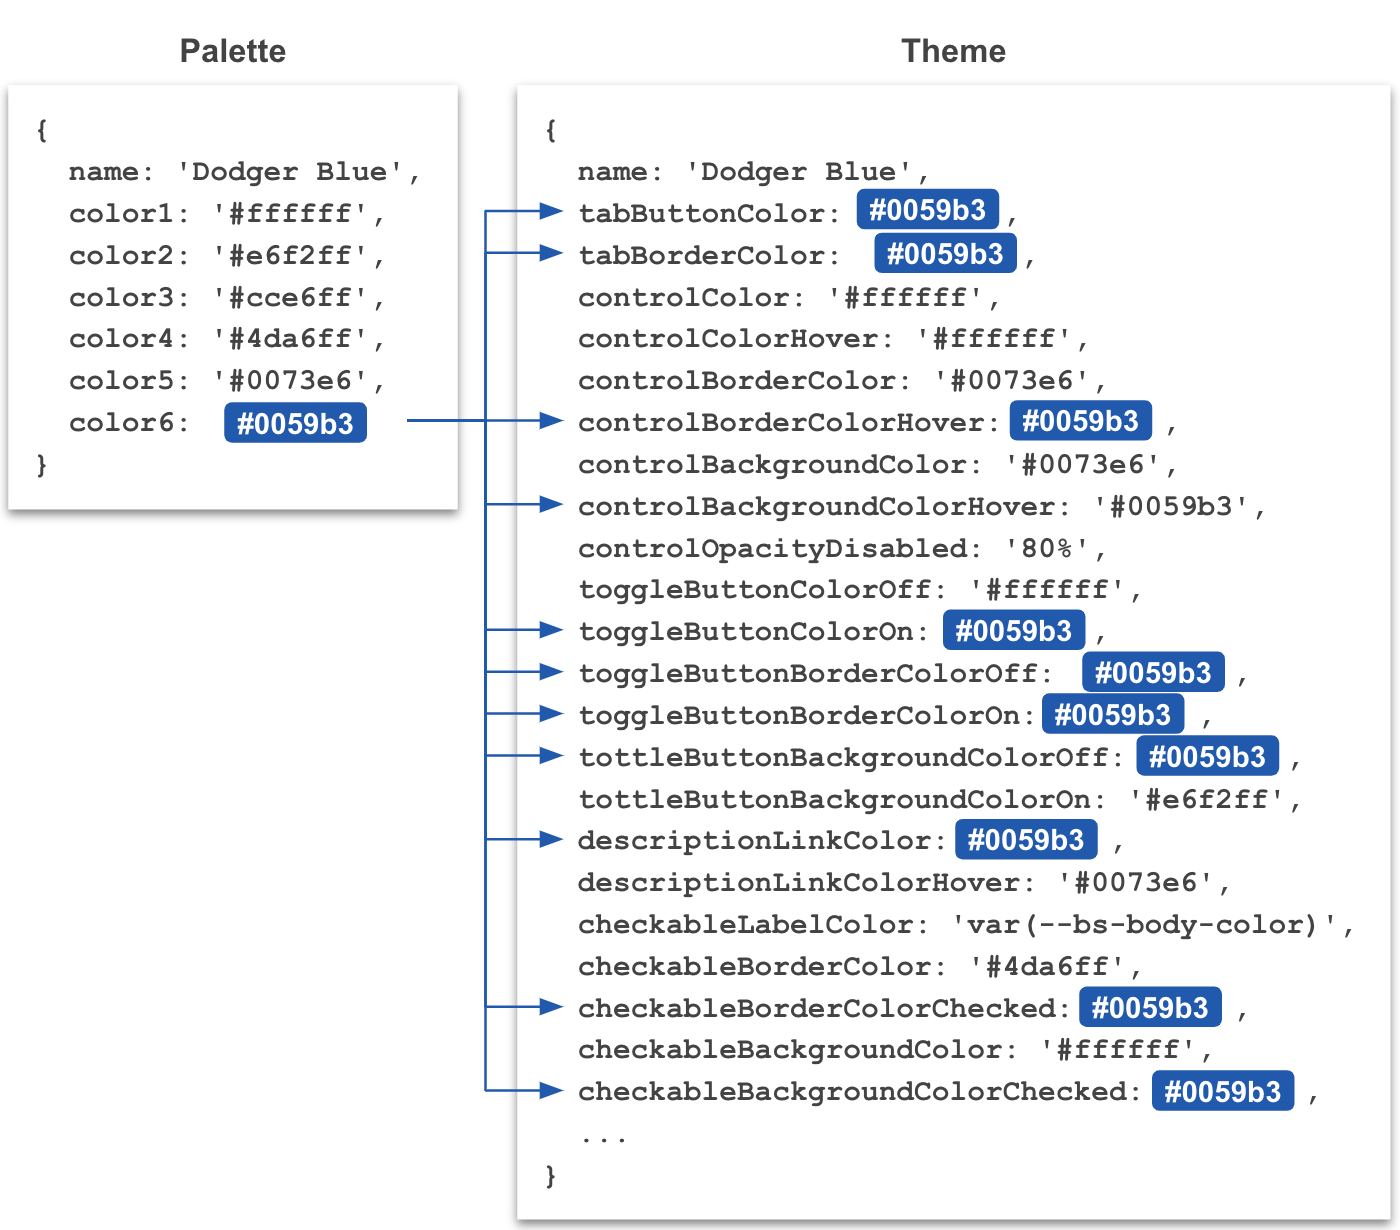 Palette
{
name: 'Dodger Blue',
color1: '#ffffff',
color2: '#e6f2ff',
color3: '#cce6ff',
color4: '#4da6ff',
color5: '#0073e6',
color6: #0059b3
}
Theme
{
name: 'Dodger Blue',
tabButtonColor: #0059b3 ,
tabBorderColor: #0059b3 ,
controlColor: '#ffffff',
controlColorHover: '#ffffff',
controlBorderColor: '#0073e6',
controlBorderColorHover: #0059b3 ,
controlBackgroundColor: '#0073e6',
controlBackgroundColorHover: '#0059b3',
controlOpacityDisabled: '80%',
toggleButtonColorOff: '#ffffff',
toggleButtonColorOn: #0059b3 ,
toggleButtonBorderColorOff: #0059b3 ,
toggleButtonBorderColorOn: #0059b3 ,
tottleButtonBackgroundColorOff: #0059b3 ,
tottleButtonBackgroundColorOn: '#e6f2ff',
descriptionLinkColor: #0059b3 ,
descriptionLinkColorHover: '#0073e6',
checkableLabelColor: 'var(--bs-body-color)',
checkableBorderColor: '#4da6ff',
checkableBorderColorChecked: #0059b3 ,
checkableBackgroundColor: '#ffffff',
checkableBackgroundColorChecked: #0059b3 ,
...
}